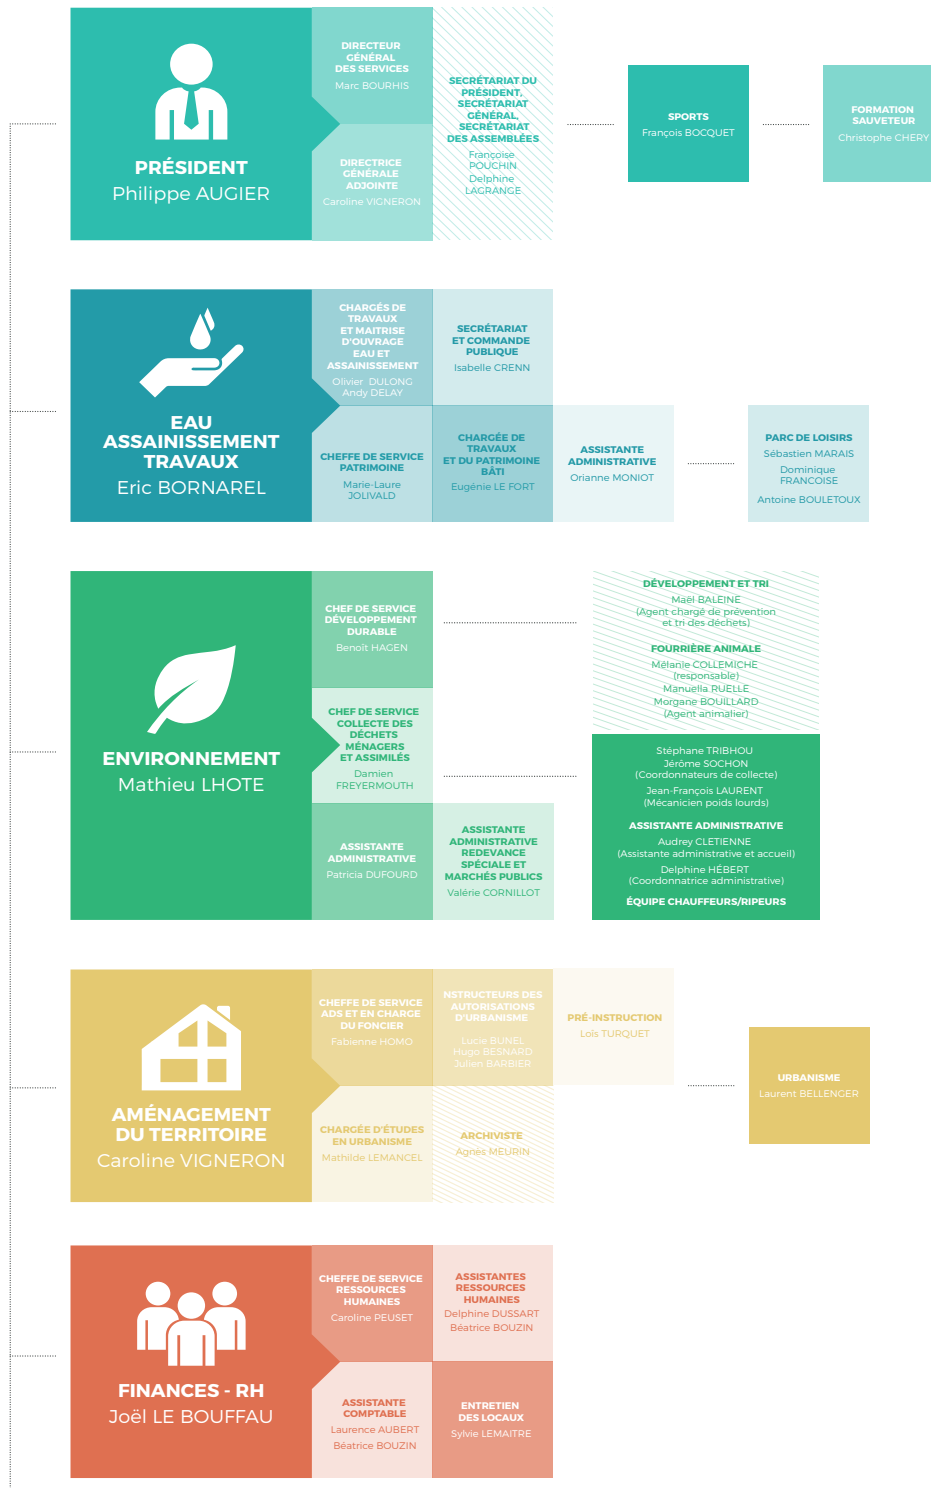 PRÉSIDENT
Philippe AUGIER
DIRECTEUR
GÉNÉRAL
DES SERVICES
Marc BOURHIS
DIRECTRICE
GÉNÉRALE
ADJOINTE
Caroline VIGNERON
SECRÉTARIAT DU
PRÉSIDENT,
SECRÉTARIAT
GÉNÉRAL,
SECRÉTARIAT
DES ASSEMBLÉES
Françoise
POUCHIN
Delphine
LAGRANGE
SPORTS
François BOCQUET
FORMATION
SAUVETEUR
Christophe CHERY
EAU
ASSAINISSEMENT
TRAVAUX
Eric BORNAREL
CHARGÉS DE
TRAVAUX
ET MAITRISE
D'OUVRAGE
EAU ET
ASSAINISSEMENT
Olivier DULONG
Andy DELAY
SECRÉTARIAT
ET COMMANDE
PUBLIQUE
Isabelle CRENN
CHEFFE DE SERVICE
PATRIMOINE
Marie-Laure
JOLIVALD
CHARGÉE DE
TRAVAUX
ET DU PATRIMOINE
BÂTI
Eugénie LE FORT
ASSISTANTE
ADMINISTRATIVE
Orianne MONIOT
PARC DE LOISIRS
Sébastien MARAIS
Dominique
FRANCOISE
Antoine BOULETOUX
ENVIRONNEMENT
Mathieu LHOTE
CHEF DE SERVICE
DÉVELOPPEMENT
DURABLE
Benoît HAGEN
CHEF DE SERVICE
COLLECTE DES
DÉCHETS
MÉNAGERS
ET ASSIMILÉS
Damien
FREYERMOUTH
ASSISTANTE
ADMINISTRATIVE
Patricia DUFOURD
ASSISTANTE
ADMINISTRATIVE
REDEVANCE
SPÉCIALE ET
MARCHÉS PUBLICS
Valérie CORNILLOT
DÉVELOPPEMENT ET TRI
Maël BALEINE
(Agent chargé de prévention
et tri des déchets)
FOURRIÈRE ANIMALE
Mélanie COLLEMICHE
(responsable)
Manuella RUELLE
Morgane BOUILLARD
(Agent animalier)
Stéphane TRIBHOU
Jérôme SOCHON
(Coordonnateurs de collecte)
Jean-François LAURENT
(Mécanicien poids lourds)
ASSISTANTE ADMINISTRATIVE
Audrey CLETIENNE
(Assistante administrative et accueil)
Delphine HÉBERT
(Coordonnatrice administrative)
ÉQUIPE CHAUFFEURS/RIPEURS
AMÉNAGEMENT
DU TERRITOIRE
Caroline VIGNERON
CHEFFE DE SERVICE
ADS ET EN CHARGE
DU FONCIER
Fabienne HOMO
NSTRUCTEURS DES
AUTORISATIONS
D'URBANISME
Lucie BUNEL
Hugo BESNARD
Julien BARBIER
PRÉ-INSTRUCTION
Loïs TURQUET
CHARGÉE D'ÉTUDES
EN URBANISME
Mathilde LEMANCEL
ARCHIVISTE
Agnès MEURIN
URBANISME
Laurent BELLENGER
FINANCES - RH
Joël LE BOUFFAU
CHEFFE DE SERVICE
RESSOURCES
HUMAINES
Caroline PEUSET
ASSISTANTES
RESSOURCES
HUMAINES
Delphine DUSSART
Béatrice BOUZIN
ASSISTANTE
COMPTABLE
Laurence AUBERT
Béatrice BOUZIN
ENTRETIEN
DES LOCAUX
Sylvie LEMAITRE